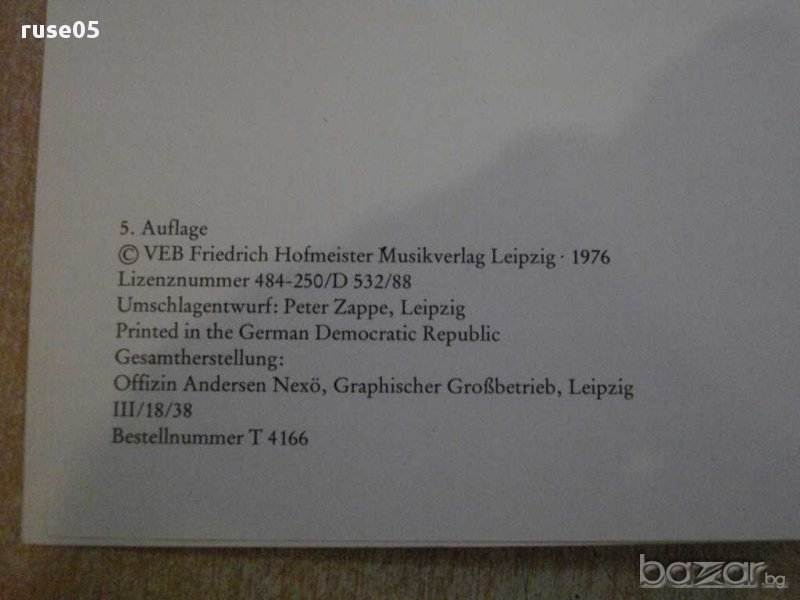 ruse05
5. Auflage
© VEB Friedrich Hofmeister Musikverlag Leipzig · 1976
Lizenznummer 484-250/D 532/88
Umschlagentwurf: Peter Zappe, Leipzig
Printed in the German Democratic Republic
Gesamtherstellung:
Offizin Andersen Nexö, Graphischer Großbetrieb, Leipzig
III/18/38
Bestellnummer T 4166
bazar.bg